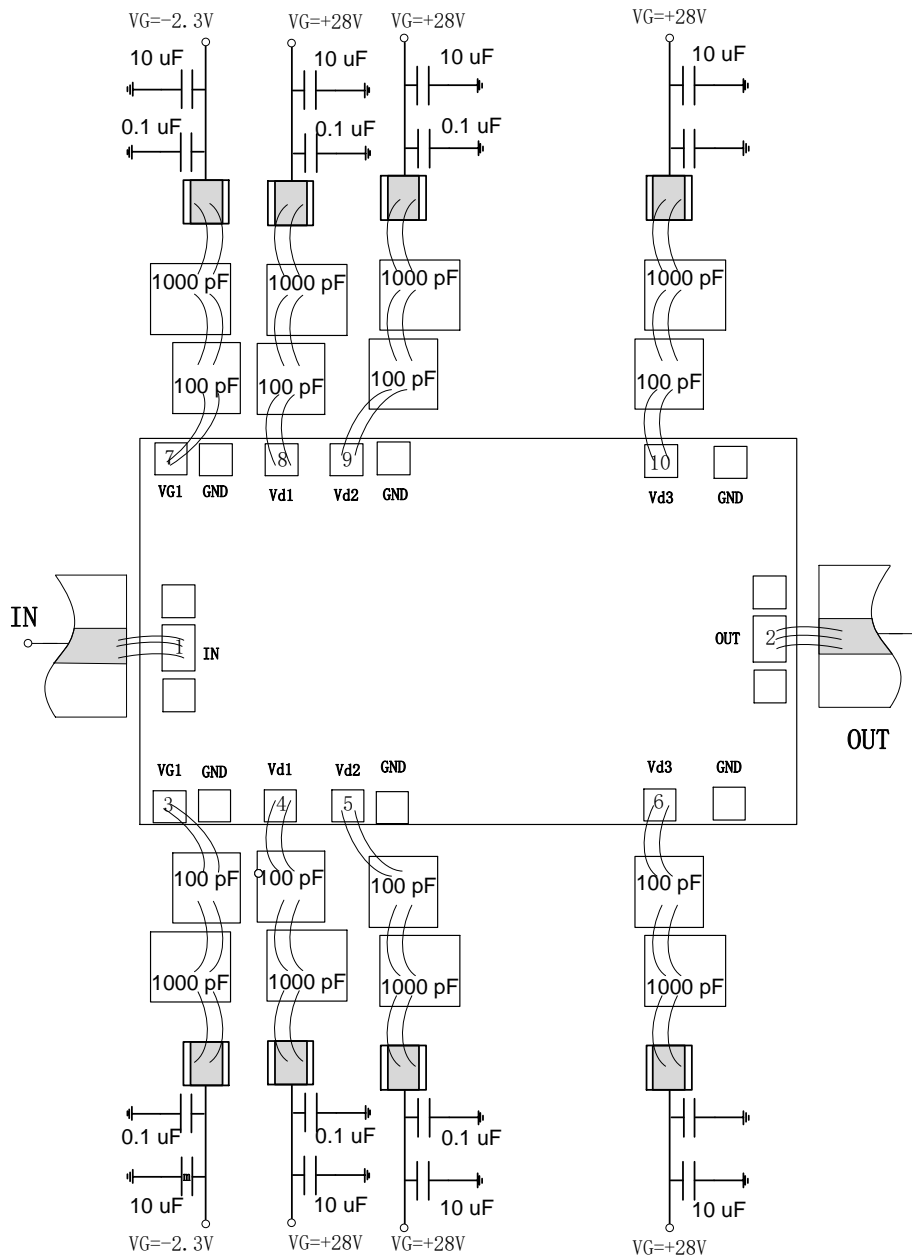 VG=-2.3V VG=+28V VG=+28V VG=+28V
10 uF 10 uF 10 uF 10 uF
0.1 uF 0.1 uF 0.1 uF
1000 pF 1000 pF 1000 pF 1000 pF
100 pF 100 pF 100 pF 100 pF
7 8 9 10
VG1 GND Vd1 Vd2 GND Vd3 GND
IN 1 IN OUT 2 OUT
VG1 GND Vd1 Vd2 GND Vd3 GND
3 4 5 6
100 pF 100 pF 100 pF 100 pF
1000 pF 1000 pF 1000 pF 1000 pF
0.1 uF 0.1 uF 0.1 uF
m
10 uF 10 uF 10 uF 10 uF
VG=-2.3V VG=+28V VG=+28V VG=+28V